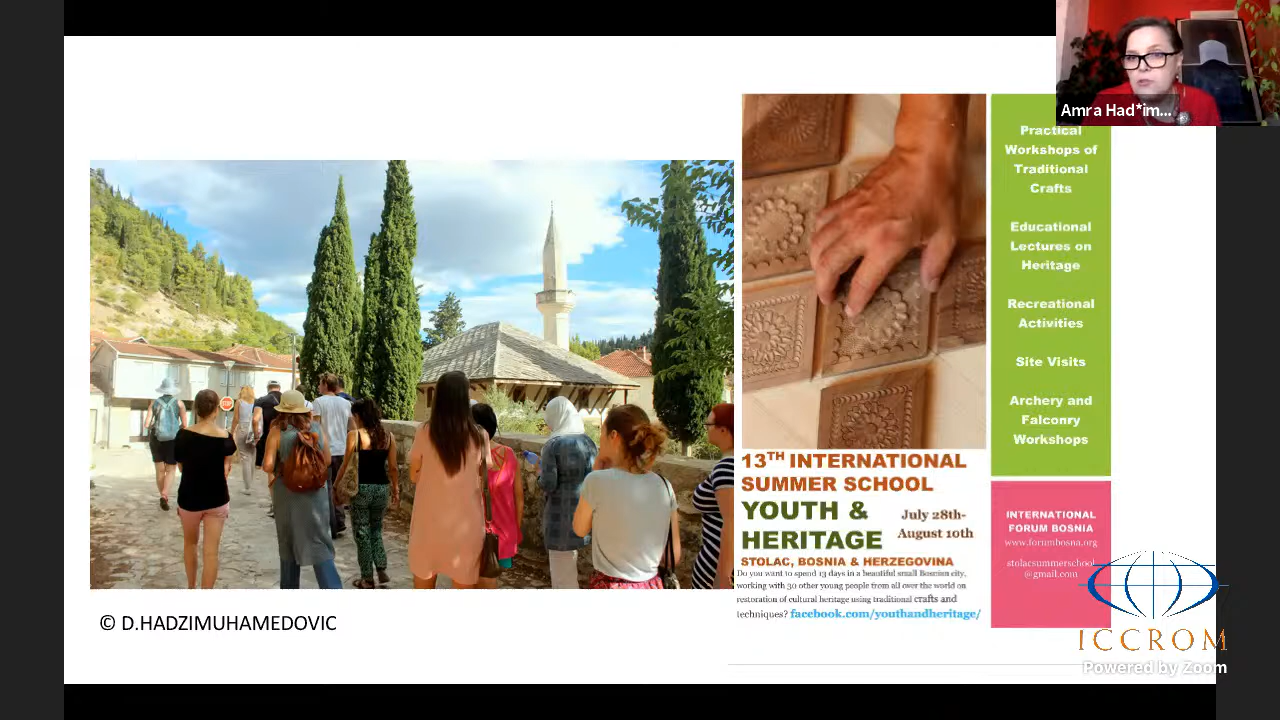 Amra Had*im...
Practical
Workshops of
Traditional
Crafts
Educational
Lectures on
Heritage
Recreational
Activities
Site Visits
Archery and
Falconry
Workshops
STOP
13TH INTERNATIONAL
SUMMER SCHOOL
YOUTH &
HERITAGE
July 28th-
August 10th
STOLAC, BOSNIA & HERZEGOVINA
Do you want to spend 13 days in a beautiful small Bosnian city,
working with 30 other young people from all over the world on
restoration of cultural heritage using traditional crafts and
techniques? facebook.com/youthandheritage/
INTERNATIONAL
FORUM BOSNIA
www.forumbosna.org
stolacsummerschool
@gmail.com
© D.HADZIMUHAMEDOVIC
ICCROM
Powered by Zoom